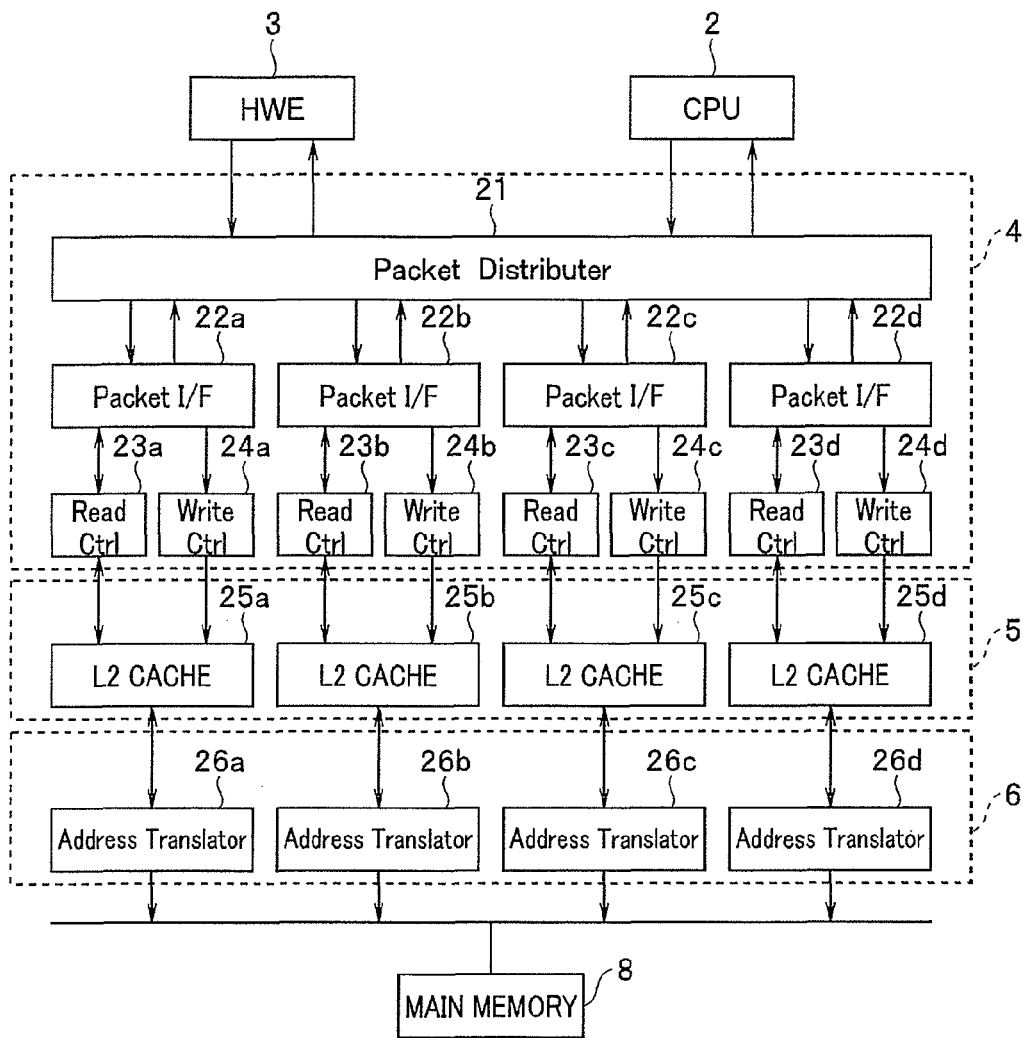 3 2
HWE CPU
21
4
Packet Distributer
22a 22b 22c 22d
Packet I/F Packet I/F Packet I/F Packet I/F
23a 24a 23b 24b 23c 24c 23d 24d
Read Ctrl Write Ctrl Read Ctrl Write Ctrl Read Ctrl Write Ctrl Read Ctrl Write Ctrl
25a 25b 25c 25d
5
L2 CACHE L2 CACHE L2 CACHE L2 CACHE
26a 26b 26c 26d
6
Address Translator Address Translator Address Translator Address Translator
8
MAIN MEMORY